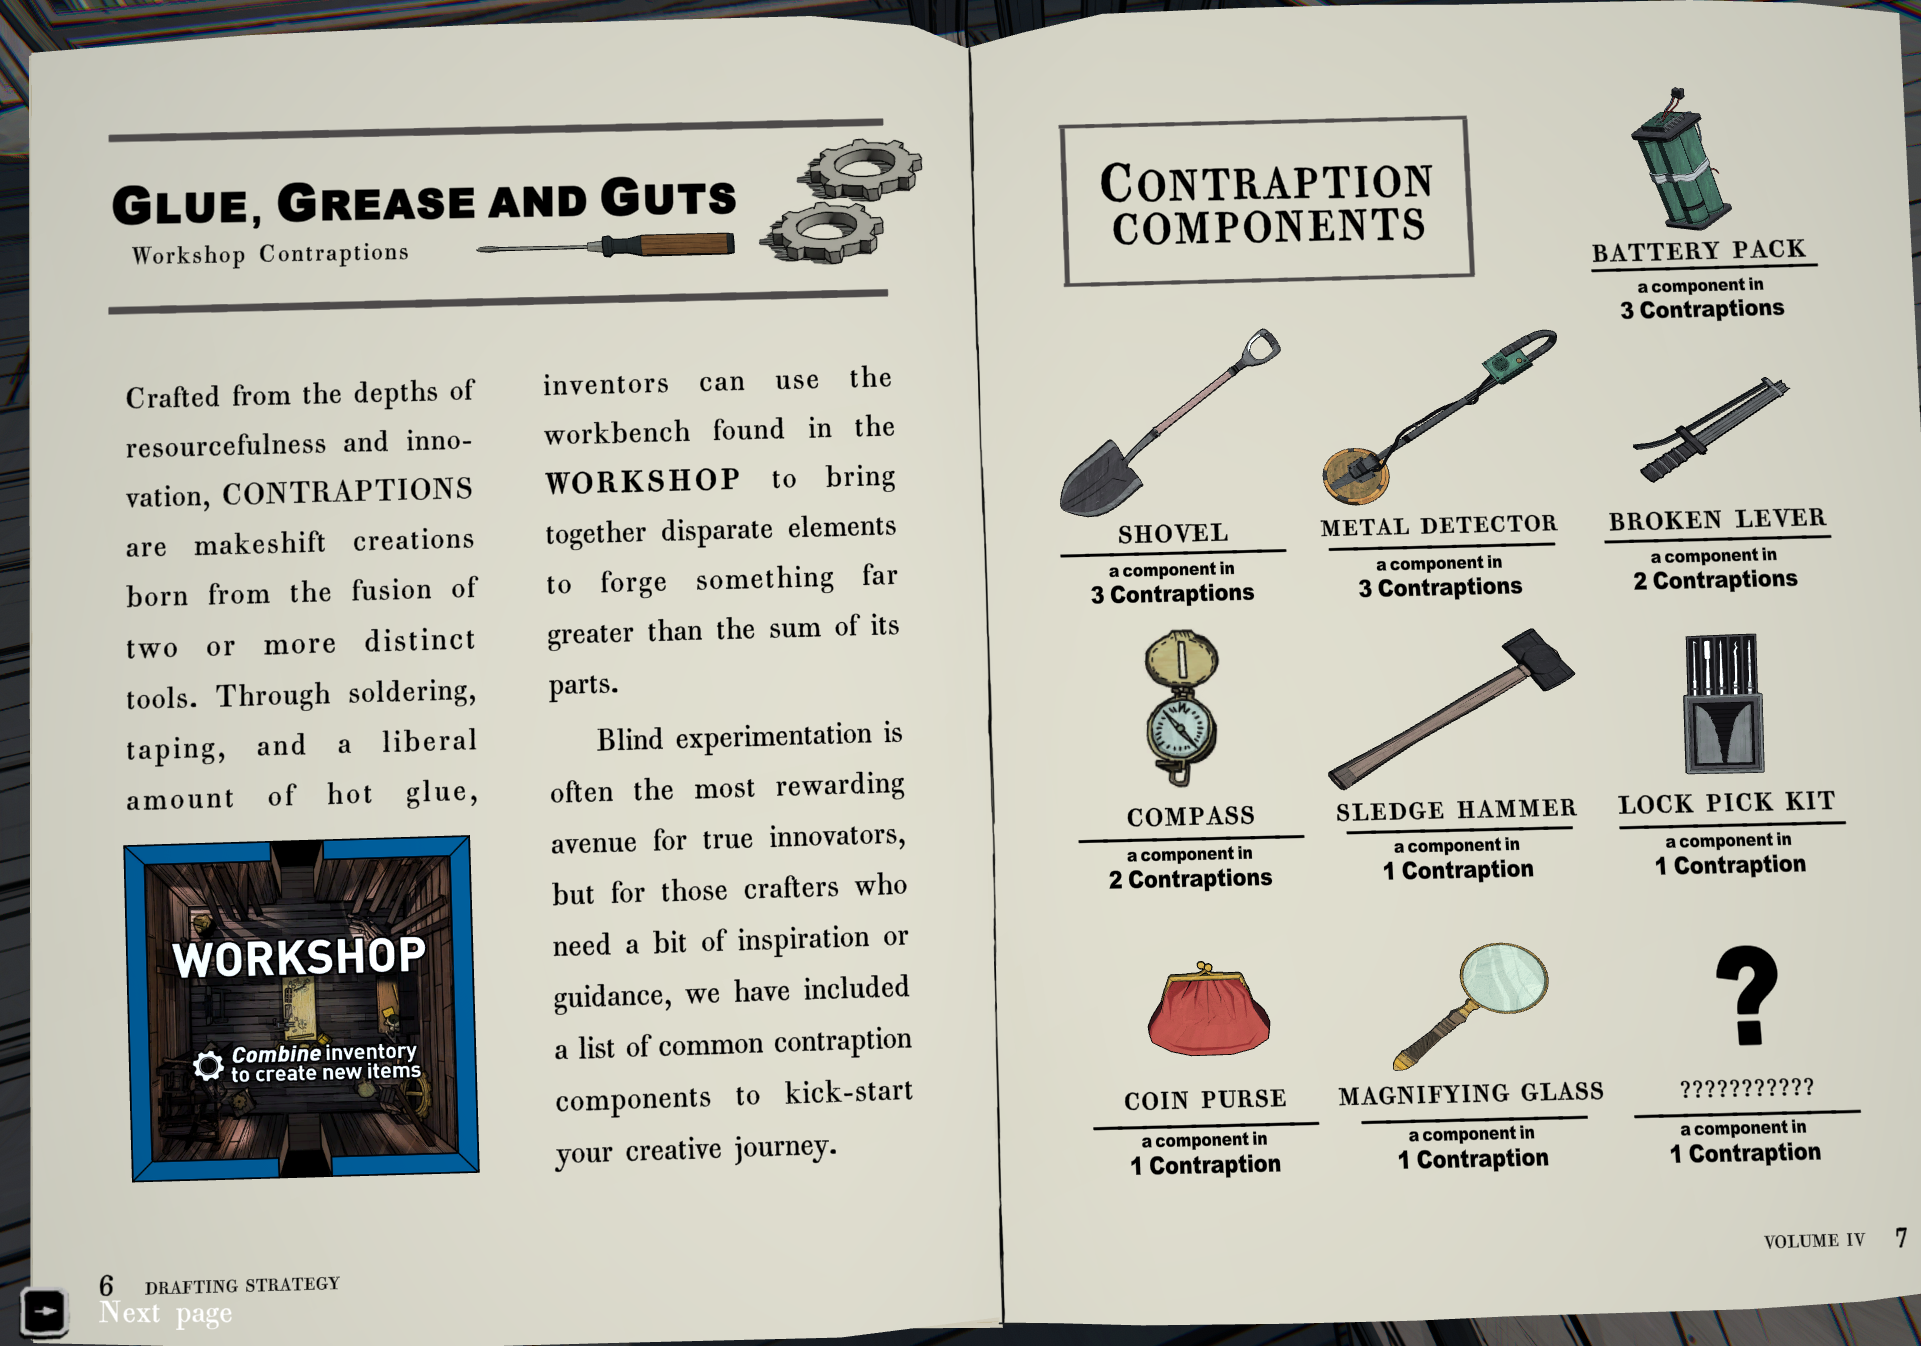 GLUE, GREASE AND GUTS
Workshop Contraptions
Crafted from the depths of
resourcefulness and inno-
vation, CONTRAPTIONS
are makeshift creations
born from the fusion of
two or more distinct
tools. Through soldering,
taping, and a liberal
amount of hot glue,
WORKSHOP
Combine inventory
to create new items
inventors can use the
workbench found in the
WORKSHOP to bring
together disparate elements
to forge something far
greater than the sum of its
parts.
Blind experimentation is
often the most rewarding
avenue for true innovators,
but for those crafters who
need a bit of inspiration or
guidance, we have included
a list of common contraption
components to kick-start
your creative journey.
6 DRAFTING STRATEGY
Next page
CONTRAPTION
COMPONENTS
BATTERY PACK
a component in
3 Contraptions
SHOVEL
a component in
3 Contraptions
METAL DETECTOR
a component in
3 Contraptions
BROKEN LEVER
a component in
2 Contraptions
COMPASS
a component in
2 Contraptions
SLEDGE HAMMER
a component in
1 Contraption
LOCK PICK KIT
a component in
1 Contraption
COIN PURSE
a component in
1 Contraption
MAGNIFYING GLASS
a component in
1 Contraption
?
???????????
a component in
1 Contraption
VOLUME IV 7